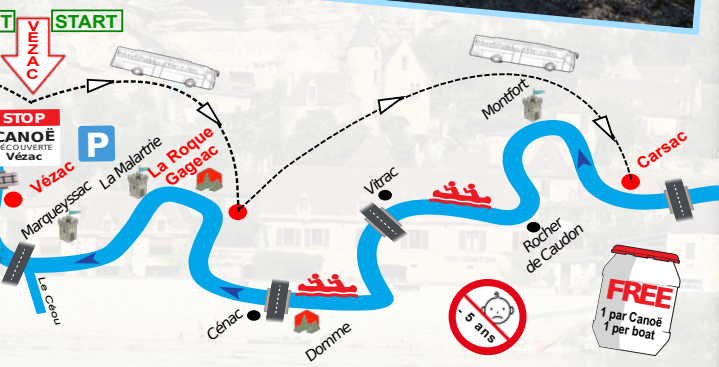 T
START
VEZAC
STOP
CANOË
DÉCOUVERTE
Vézac
P
Vézac
Marqueyssac
La Malartrie
La Roque
Gageac
Le Céou
Cénac
Domme
Vitrac
Montfort
Rocher
de Caudon
Carsac
- 5 ans
FREE
1 par Canoë
1 per boat